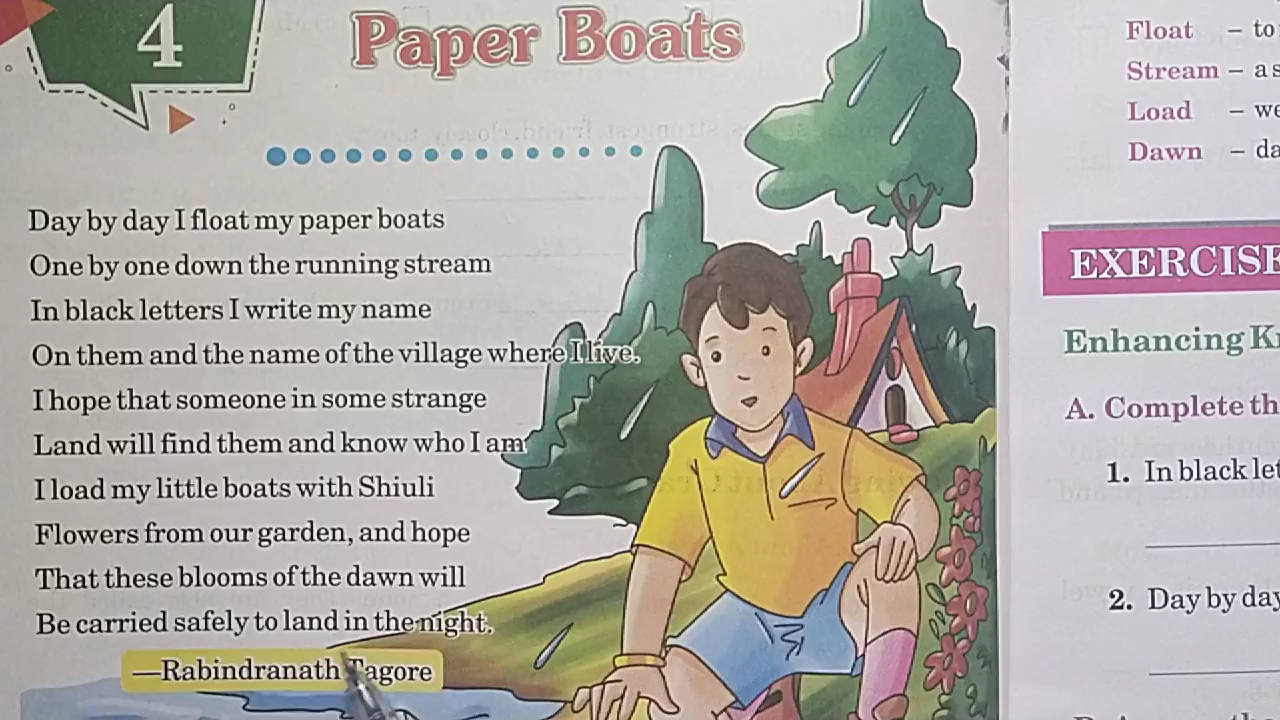 4
Paper Boats
Day by day I float my paper boats
One by one down the running stream
In black letters I write my name
On them and the name of the village where I live.
I hope that someone in some strange
Land will find them and know who I am
I load my little boats with Shiuli
Flowers from our garden, and hope
That these blooms of the dawn will
Be carried safely to land in the night.
—Rabindranath Tagore
Float – to
Stream – a
Load –
Dawn –
EXERCISE
Enhancing
A. Complete
1. In black
2. Day by day